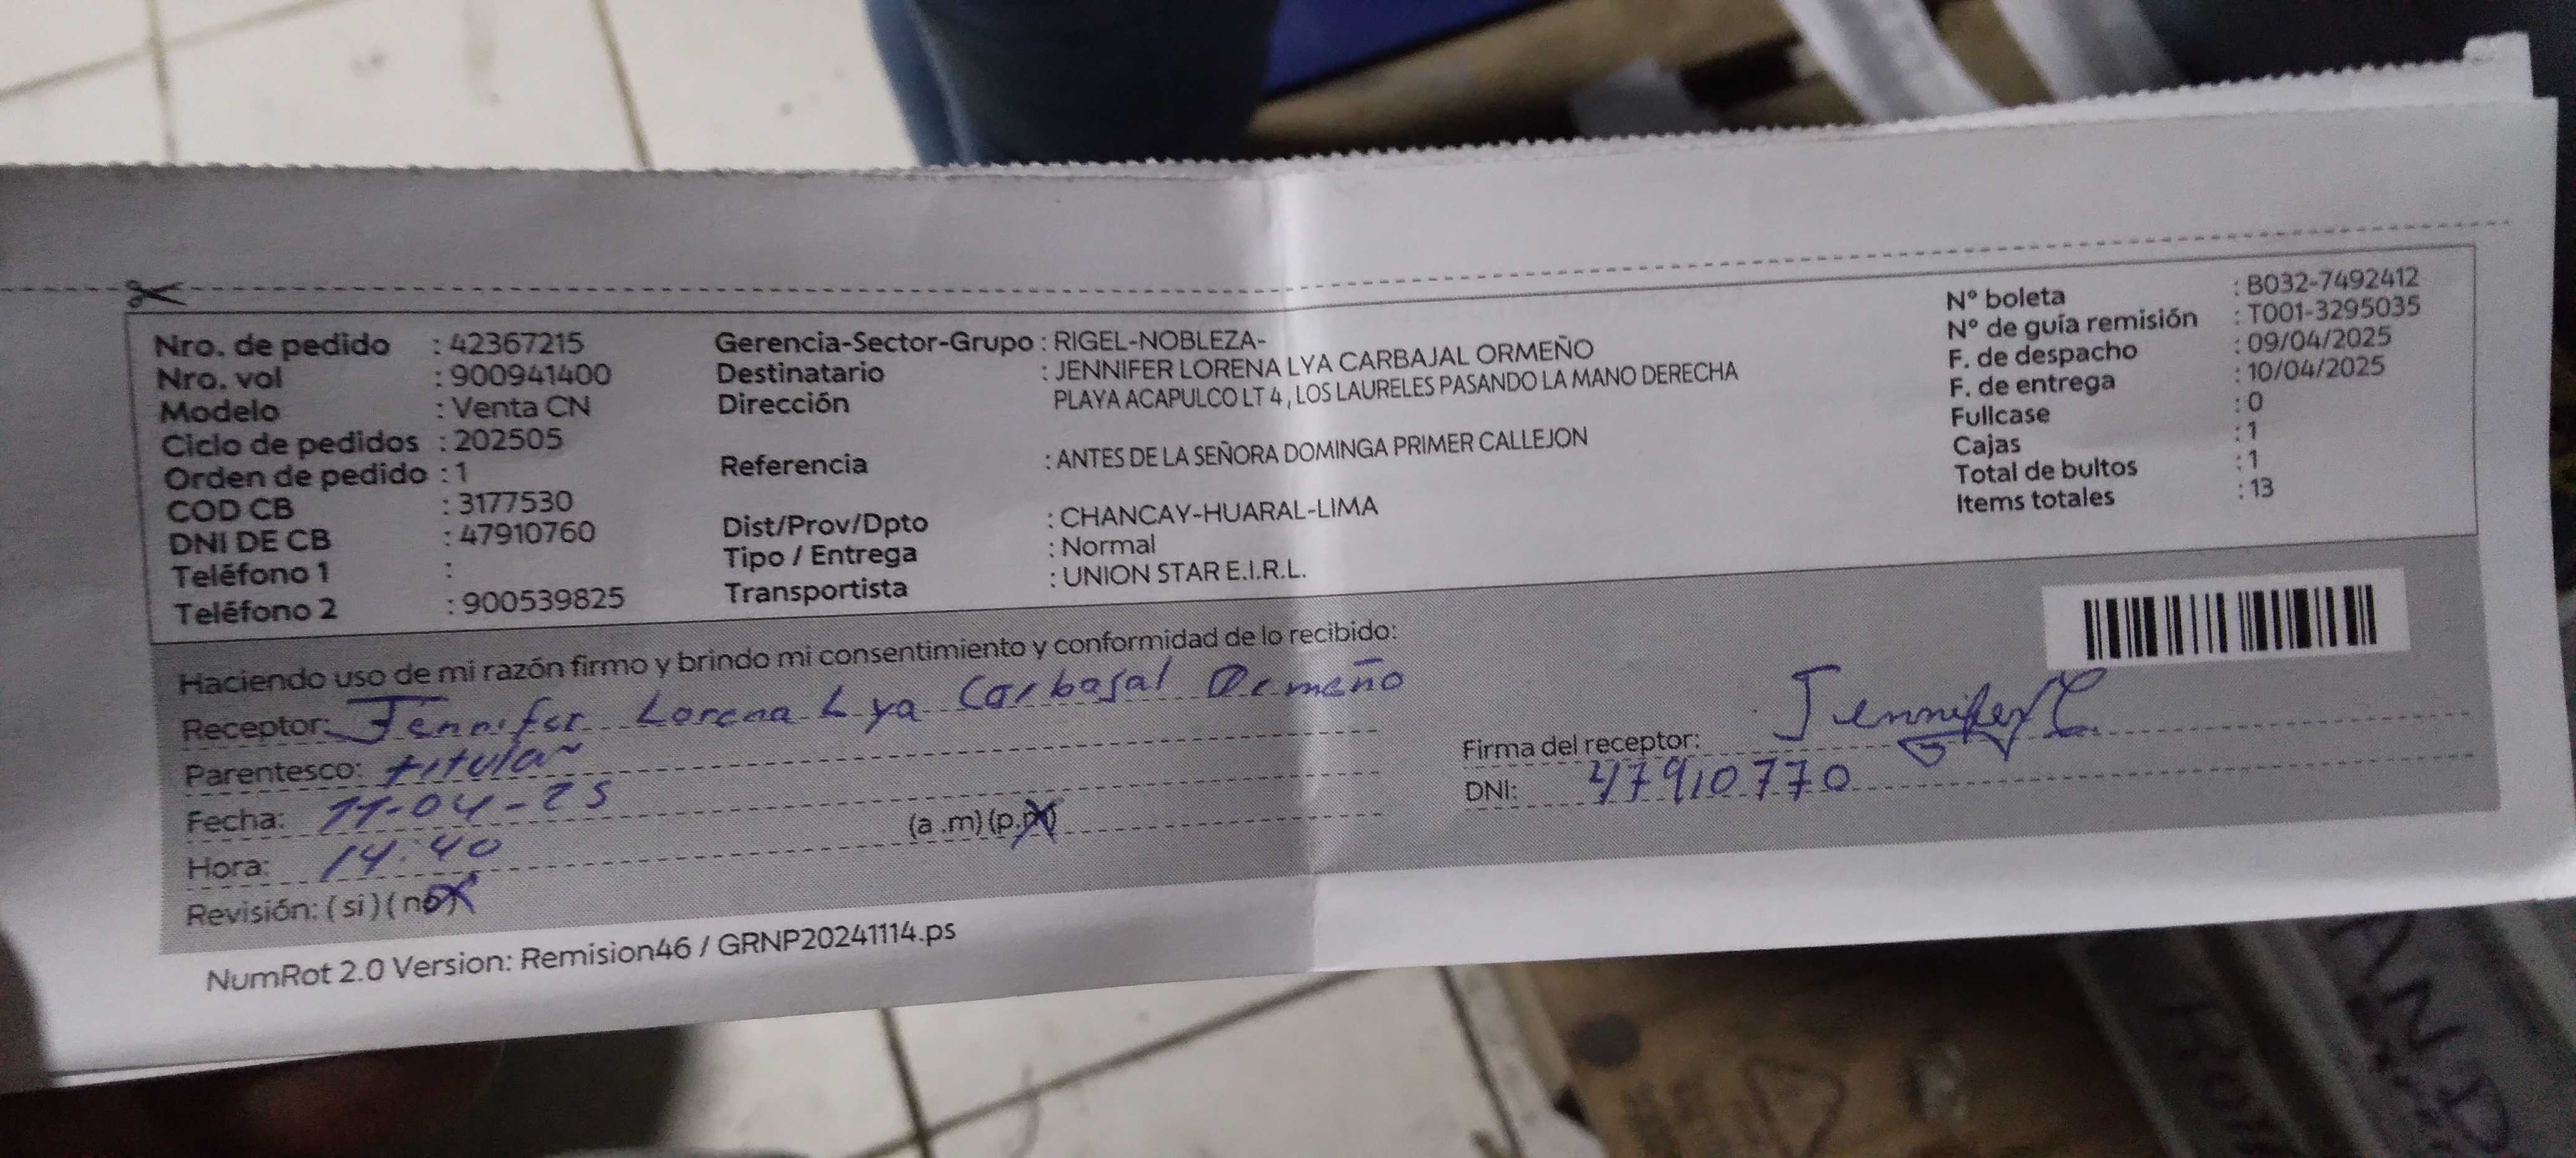 Nro. de pedido : 42367215
Nro. vol : 900941400
Modelo : Venta CN
Ciclo de pedidos : 202505
Orden de pedido : 1
COD CB : 3177530
DNI DE CB : 47910760
Teléfono 1 :
Teléfono 2 : 900539825
Gerencia-Sector-Grupo : RIGEL-NOBLEZA-
Destinatario : JENNIFER LORENA LYA CARBAJAL ORMEÑO
Dirección PLAYA ACAPULCO LT 4 , LOS LAURELES PASANDO LA MANO DERECHA
Referencia : ANTES DE LA SEÑORA DOMINGA PRIMER CALLEJON
Dist/Prov/Dpto : CHANCAY-HUARAL-LIMA
Tipo / Entrega : Normal
Transportista : UNION STAR E.I.R.L.
N° boleta : B032-7492412
N° de guía remisión : T001-3295035
F. de despacho : 09/04/2025
F. de entrega : 10/04/2025
Fullcase : 0
Cajas : 1
Total de bultos : 1
Items totales : 13
Haciendo uso de mi razón firmo y brindo mi consentimiento y conformidad de lo recibido:
Receptor: Jennifer Lorena Lya Carbajal Ormeño
Parentesco: titular
Fecha: 11-04-25
Hora: 14:40 (a .m) (p.m)
Revisión: ( si ) ( no )
Firma del receptor: Jennifer C
DNI: 47910770
NumRot 2.0 Version: Remision46 / GRNP20241114.ps